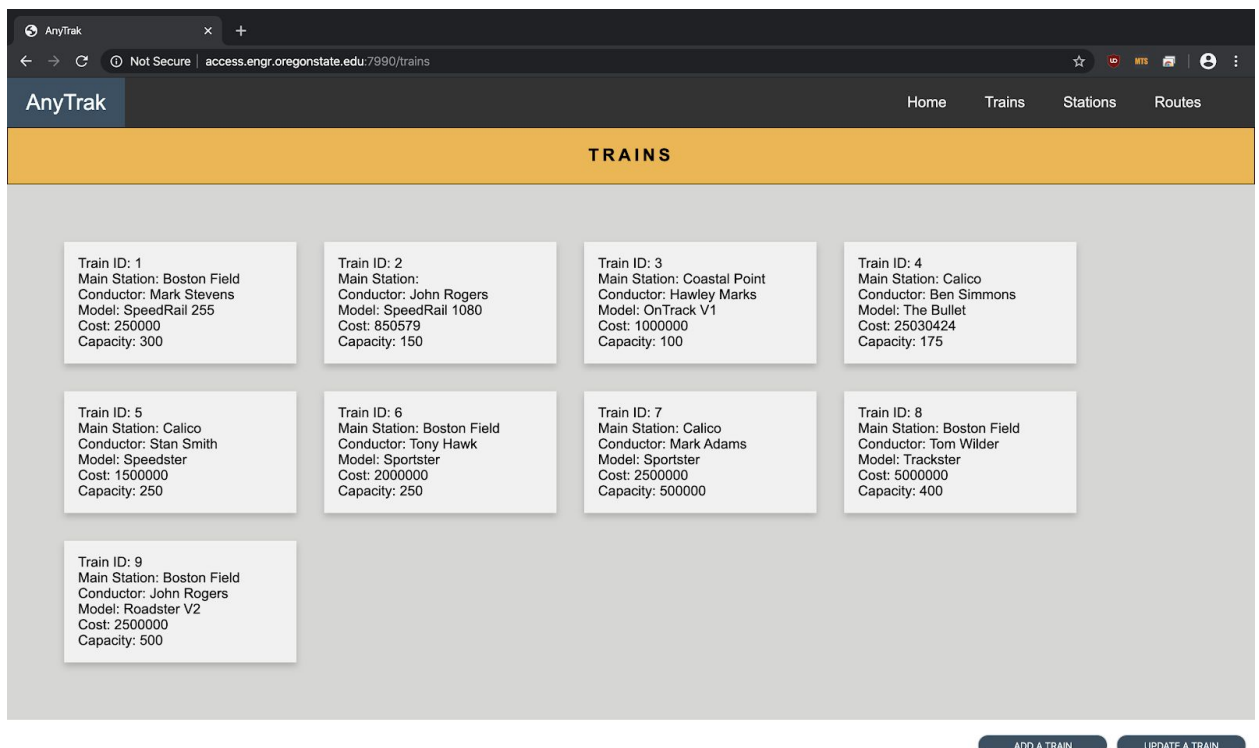 AnyTrak
Not Secure access.engr.oregonstate.edu:7990/trains
MTS
AnyTrak Home Trains Stations Routes
TRAINS
Train ID: 1
Main Station: Boston Field
Conductor: Mark Stevens
Model: SpeedRail 255
Cost: 250000
Capacity: 300
Train ID: 2
Main Station:
Conductor: John Rogers
Model: SpeedRail 1080
Cost: 850579
Capacity: 150
Train ID: 3
Main Station: Coastal Point
Conductor: Hawley Marks
Model: OnTrack V1
Cost: 1000000
Capacity: 100
Train ID: 4
Main Station: Calico
Conductor: Ben Simmons
Model: The Bullet
Cost: 25030424
Capacity: 175
Train ID: 5
Main Station: Calico
Conductor: Stan Smith
Model: Speedster
Cost: 1500000
Capacity: 250
Train ID: 6
Main Station: Boston Field
Conductor: Tony Hawk
Model: Sportster
Cost: 2000000
Capacity: 250
Train ID: 7
Main Station: Calico
Conductor: Mark Adams
Model: Sportster
Cost: 2500000
Capacity: 500000
Train ID: 8
Main Station: Boston Field
Conductor: Tom Wilder
Model: Trackster
Cost: 5000000
Capacity: 400
Train ID: 9
Main Station: Boston Field
Conductor: John Rogers
Model: Roadster V2
Cost: 2500000
Capacity: 500
ADD A TRAIN UPDATE A TRAIN